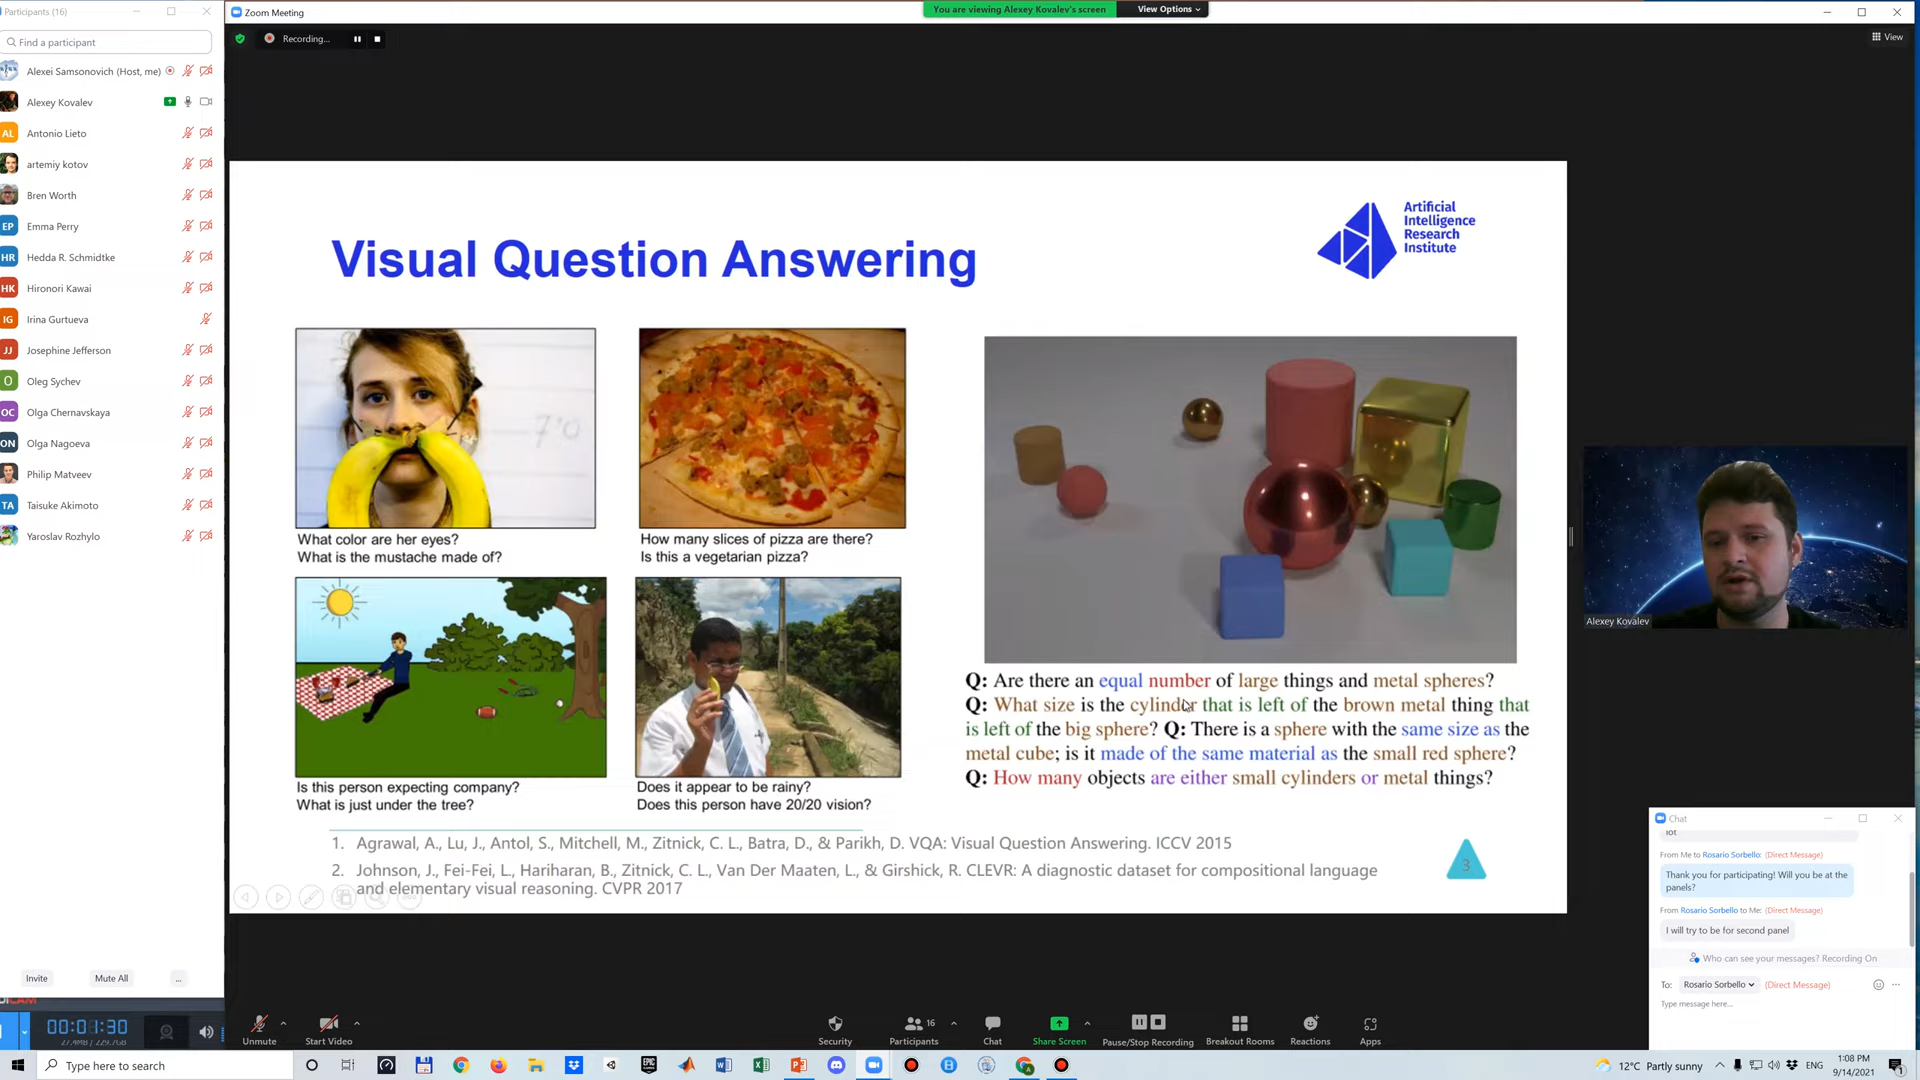 Participants (16)
Zoom Meeting
You are viewing Alexey Kovalev's screen
View Options
Find a participant
Recording...
View
Alexei Samsonovich (Host, me)
Alexey Kovalev
AL Antonio Lieto
artemiy kotov
Bren Worth
EP Emma Perry
HR Hedda R. Schmidtke
HK Hironori Kawai
IG Irina Gurtueva
JJ Josephine Jefferson
O Oleg Sychev
OC Olga Chernavskaya
ON Olga Nagoeva
Philip Matveev
TA Taisuke Akimoto
Yaroslav Rozhylo
Invite
Mute All
...
Visual Question Answering
Artificial
Intelligence
Research
Institute
What color are her eyes?
What is the mustache made of?
How many slices of pizza are there?
Is this a vegetarian pizza?
Is this person expecting company?
What is just under the tree?
Does it appear to be rainy?
Does this person have 20/20 vision?
Q: Are there an equal number of large things and metal spheres?
Q: What size is the cylinder that is left of the brown metal thing that
is left of the big sphere? Q: There is a sphere with the same size as the
metal cube; is it made of the same material as the small red sphere?
Q: How many objects are either small cylinders or metal things?
1. Agrawal, A., Lu, J., Antol, S., Mitchell, M., Zitnick, C. L., Batra, D., & Parikh, D. VQA: Visual Question Answering. ICCV 2015
2. Johnson, J., Fei-Fei, L., Hariharan, B., Zitnick, C. L., Van Der Maaten, L., & Girshick, R. CLEVR: A diagnostic dataset for compositional language
and elementary visual reasoning. CVPR 2017
3
Alexey Kovalev
Chat
lot
From Me to Rosario Sorbello: (Direct Message)
Thank you for participating! Will you be at the
panels?
From Rosario Sorbello to Me: (Direct Message)
I will try to be for second panel
Who can see your messages? Recording On
To: Rosario Sorbello (Direct Message)
Type message here...
00:01:30
Unmute
Start Video
Security
Participants 16
Chat
Share Screen
Pause/Stop Recording
Breakout Rooms
Reactions
Apps
Type here to search
12°C Partly sunny
ENG
1:08 PM
9/14/2021